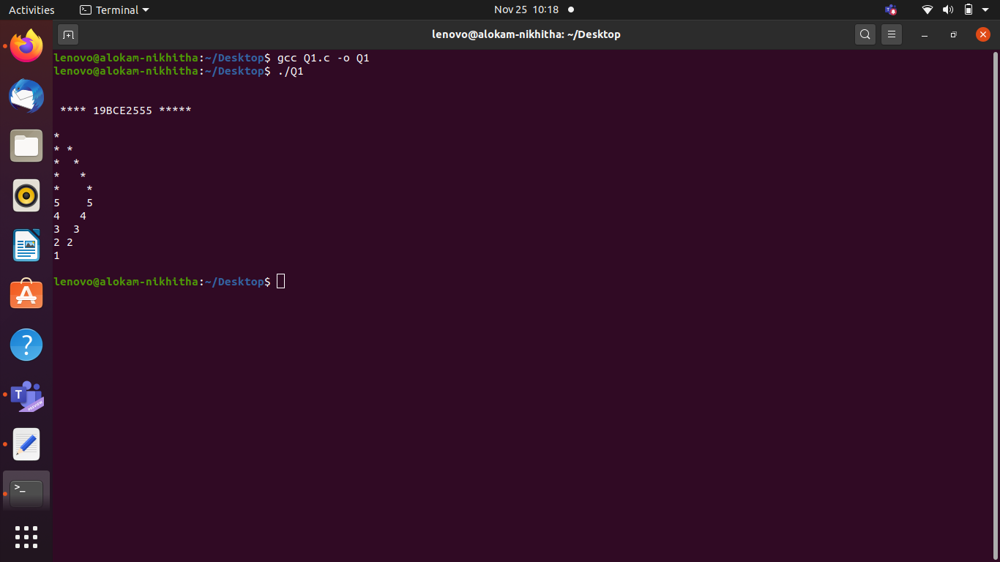 Activities Terminal Nov 25 10:18
lenovo@alokam-nikhitha: ~/Desktop
lenovo@alokam-nikhitha:~/Desktop$ gcc Q1.c -o Q1
lenovo@alokam-nikhitha:~/Desktop$ ./Q1
**** 19BCE2555 *****
*
* *
*  *
*   *
*    *
5    5
4   4
3  3
2 2
1
lenovo@alokam-nikhitha:~/Desktop$
?
T
PREVIEW
>_